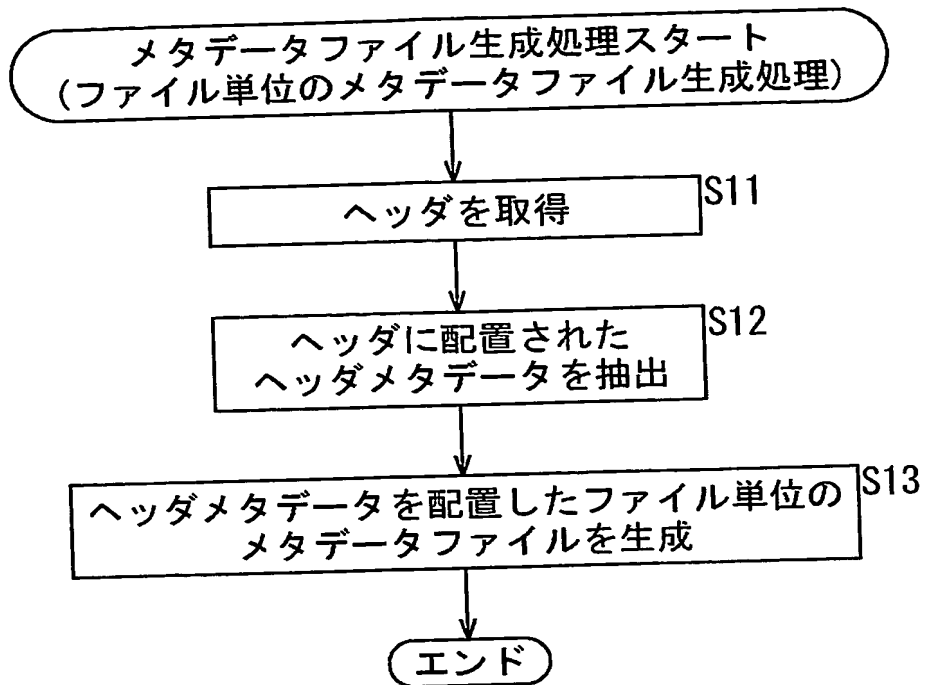 メタデータファイル生成処理スタート
(ファイル単位のメタデータファイル生成処理)
ヘッダを取得
S11
ヘッダに配置された
ヘッダメタデータを抽出
S12
ヘッダメタデータを配置したファイル単位の
メタデータファイルを生成
S13
エンド